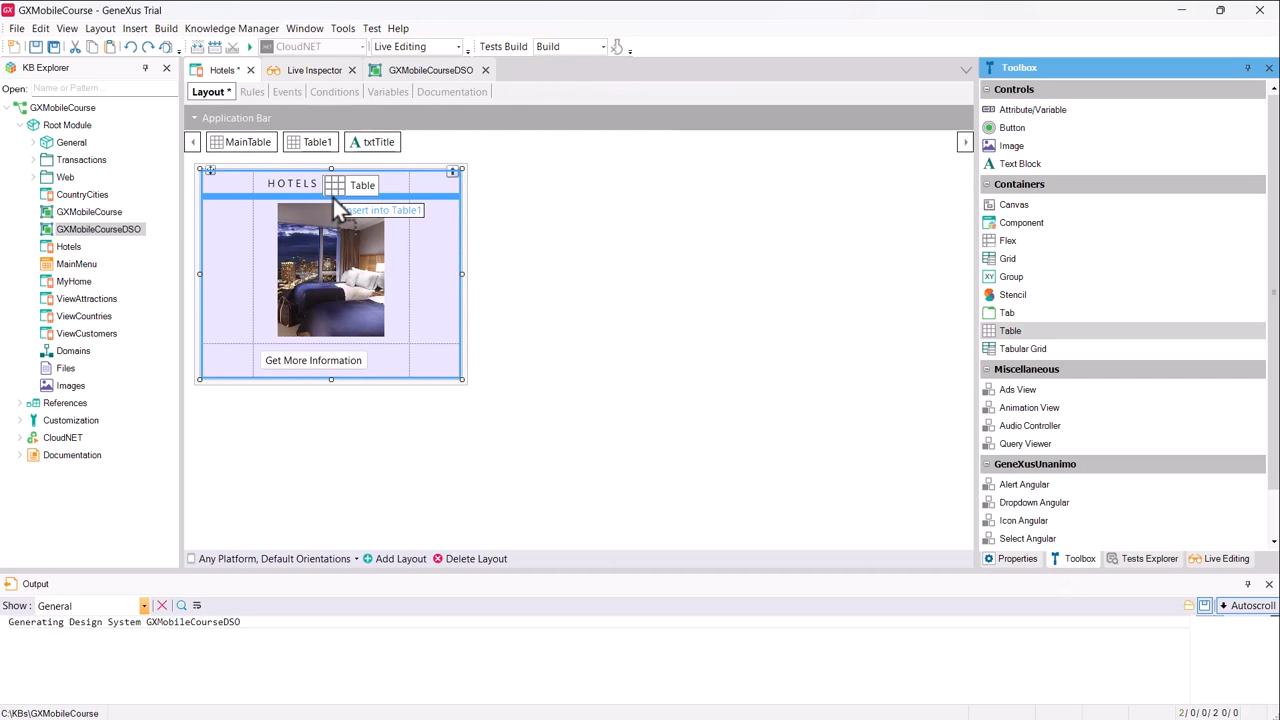 GXMobileCourse - GeneXus Trial
File Edit View Layout Insert Build Knowledge Manager Window Tools Test Help
CloudNET Live Editing Tests Build Build
KB Explorer
Open: Name or Pattern...
GXMobileCourse
Root Module
General
Transactions
Web
CountryCities
GXMobileCourse
GXMobileCourseDSO
Hotels
MainMenu
MyHome
ViewAttractions
ViewCountries
ViewCustomers
Domains
Files
Images
References
Customization
CloudNET
Documentation
Hotels * Live Inspector GXMobileCourseDSO
Layout * Rules Events Conditions Variables Documentation
Application Bar
MainTable Table1 txtTitle
HOTELS Table
nsert into Table1
Get More Information
Any Platform, Default Orientations Add Layout Delete Layout
Toolbox
Controls
Attribute/Variable
Button
Image
Text Block
Containers
Canvas
Component
Flex
Grid
Group
Stencil
Tab
Table
Tabular Grid
Miscellaneous
Ads View
Animation View
Audio Controller
Query Viewer
GeneXusUnanimo
Alert Angular
Dropdown Angular
Icon Angular
Select Angular
Properties Toolbox Tests Explorer Live Editing
Output
Show: General Autoscroll
Generating Design System GXMobileCourseDSO
C:\KBs\GXMobileCourse 2/ 0/ 0/ 2 0/ 0